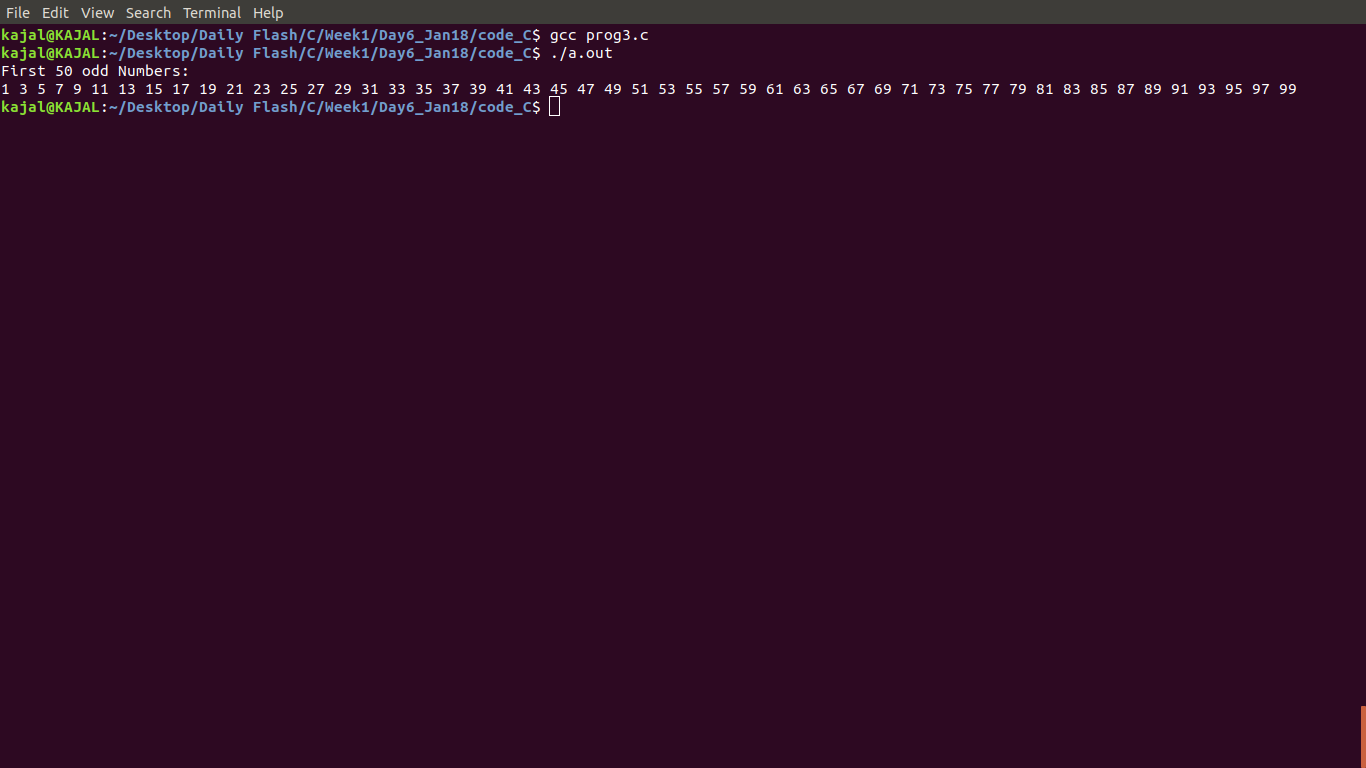 File Edit View Search Terminal Help
kajal@KAJAL:~/Desktop/Daily Flash/C/Week1/Day6_Jan18/code_C$ gcc prog3.c
kajal@KAJAL:~/Desktop/Daily Flash/C/Week1/Day6_Jan18/code_C$ ./a.out
First 50 odd Numbers:
1 3 5 7 9 11 13 15 17 19 21 23 25 27 29 31 33 35 37 39 41 43 45 47 49 51 53 55 57 59 61 63 65 67 69 71 73 75 77 79 81 83 85 87 89 91 93 95 97 99
kajal@KAJAL:~/Desktop/Daily Flash/C/Week1/Day6_Jan18/code_C$